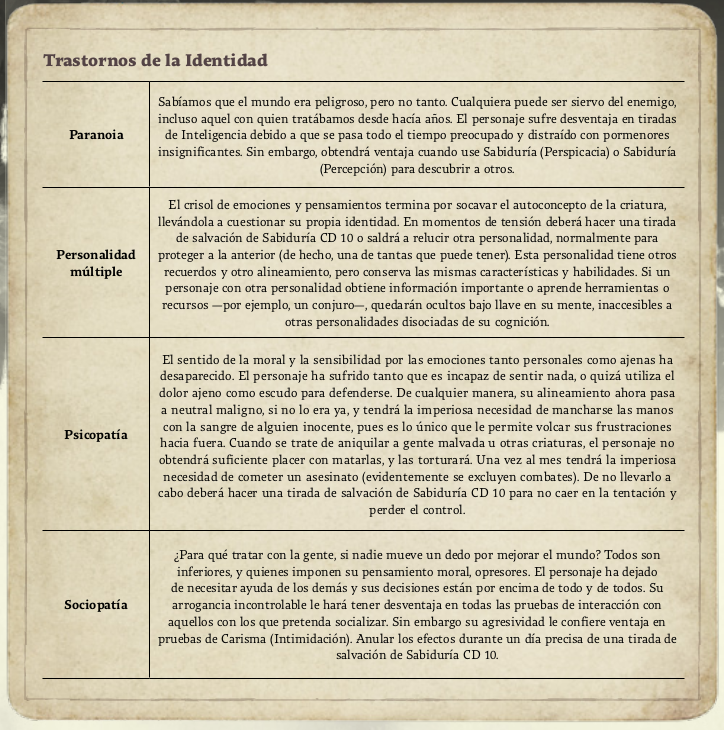 Trastornos de la Identidad
Paranoia
Sabíamos que el mundo era peligroso, pero no tanto. Cualquiera puede ser siervo del enemigo,
incluso aquel con quien tratábamos desde hacía años. El personaje sufre desventaja en tiradas
de Inteligencia debido a que se pasa todo el tiempo preocupado y distraído con pormenores
insignificantes. Sin embargo, obtendrá ventaja cuando use Sabiduría (Perspicacia) o Sabiduría
(Percepción) para descubrir a otros.
Personalidad
múltiple
El crisol de emociones y pensamientos termina por socavar el autoconcepto de la criatura,
llevándola a cuestionar su propia identidad. En momentos de tensión deberá hacer una tirada
de salvación de Sabiduría CD 10 o saldrá a relucir otra personalidad, normalmente para
proteger a la anterior (de hecho, una de tantas que puede tener). Esta personalidad tiene otros
recuerdos y otro alineamiento, pero conserva las mismas características y habilidades. Si un
personaje con otra personalidad obtiene información importante o aprende herramientas o
recursos —por ejemplo, un conjuro—, quedarán ocultos bajo llave en su mente, inaccesibles a
otras personalidades disociadas de su cognición.
Psicopatía
El sentido de la moral y la sensibilidad por las emociones tanto personales como ajenas ha
desaparecido. El personaje ha sufrido tanto que es incapaz de sentir nada, o quizá utiliza el
dolor ajeno como escudo para defenderse. De cualquier manera, su alineamiento ahora pasa
a neutral maligno, si no lo era ya, y tendrá la imperiosa necesidad de mancharse las manos
con la sangre de alguien inocente, pues es lo único que le permite volcar sus frustraciones
hacia fuera. Cuando se trate de aniquilar a gente malvada u otras criaturas, el personaje no
obtendrá suficiente placer con matarlas, y las torturará. Una vez al mes tendrá la imperiosa
necesidad de cometer un asesinato (evidentemente se excluyen combates). De no llevarlo a
cabo deberá hacer una tirada de salvación de Sabiduría CD 10 para no caer en la tentación y
perder el control.
Sociopatía
¿Para qué tratar con la gente, si nadie mueve un dedo por mejorar el mundo? Todos son
inferiores, y quienes imponen su pensamiento moral, opresores. El personaje ha dejado
de necesitar ayuda de los demás y sus decisiones están por encima de todo y de todos. Su
arrogancia incontrolable le hará tener desventaja en todas las pruebas de interacción con
aquellos con los que pretenda socializar. Sin embargo su agresividad le confiere ventaja en
pruebas de Carisma (Intimidación). Anular los efectos durante un día precisa de una tirada de
salvación de Sabiduría CD 10.